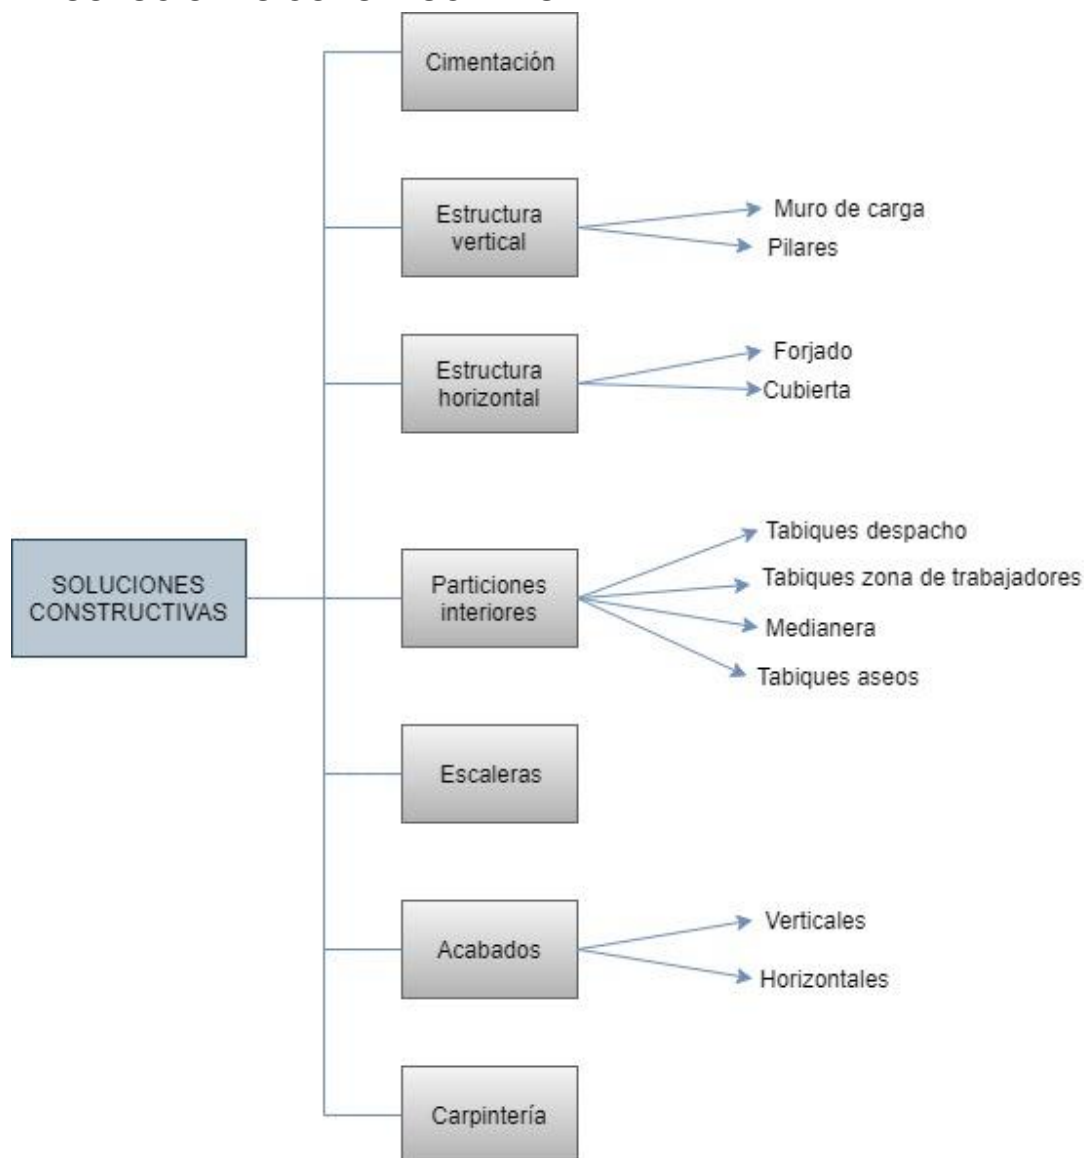 Cimentación
Estructura
vertical
Muro de carga
Pilares
Estructura
horizontal
Forjado
Cubierta
SOLUCIONES
CONSTRUCTIVAS
Particiones
interiores
Tabiques despacho
Tabiques zona de trabajadores
Medianera
Tabiques aseos
Escaleras
Acabados
Verticales
Horizontales
Carpintería